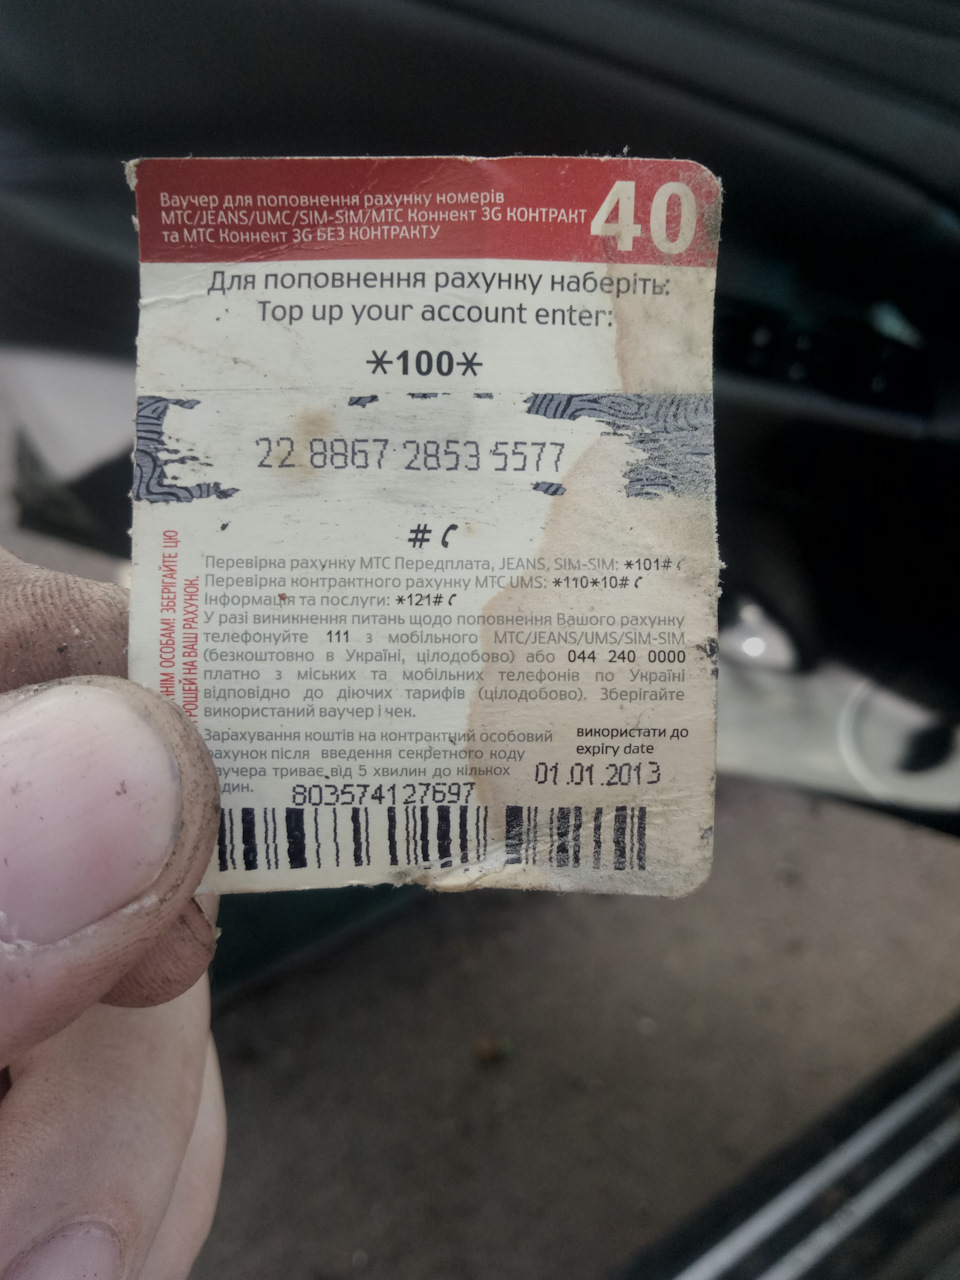 Ваучер для поповнення рахунку номерів
МТС/JEANS/UMC/SIM-SIM/МТС Коннект 3G КОНТРАКТ
та МТС Коннект 3G БЕЗ КОНТРАКТУ
40
Для поповнення рахунку наберіть:
Top up your account enter:
*100*
22 8867 2853 5577
#
Перевірка рахунку МТС Передплата, JEANS, SIM-SIM: *101#
Перевірка контрактного рахунку МТС UMS: *110*10#
Інформація та послуги: *121#
У разі виникнення питань щодо поповнення Вашого рахунку
телефонуйте 111 з мобільного МТС/JEANS/UMS/SIM-SIM
(безкоштовно в Україні, цілодобово) або 044 240 0000
платно з міських та мобільних телефонів по Україні
відповідно до діючих тарифів (цілодобово). Зберігайте
використаний ваучер і чек.
Зарахування коштів на контрактний особовий
рахунок після введення секретного коду
ваучера триває від 5 хвилин до кількох
один.
використати до
expiry date
01.01.2013
803574127697
ОСОБАМ! ЗБЕРІГАЙТЕ ЦЮ
НА ВАШ РАХУНОК.